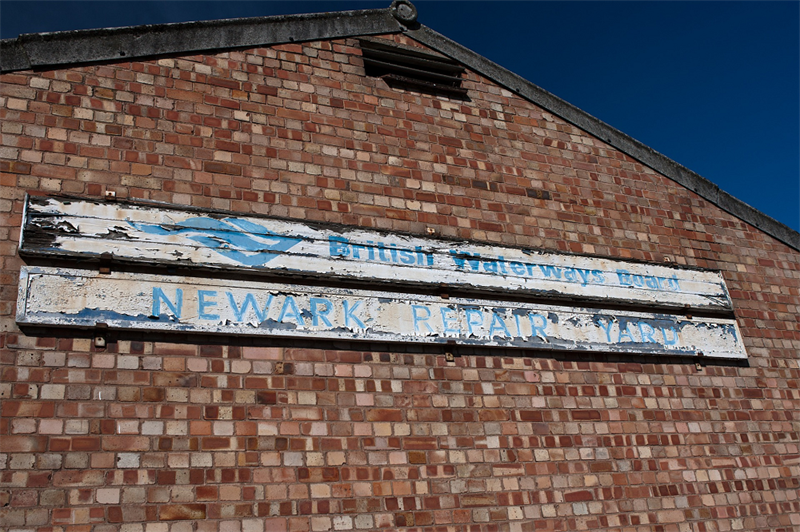 British Waterways Board
NEWARK REPAIR YARD